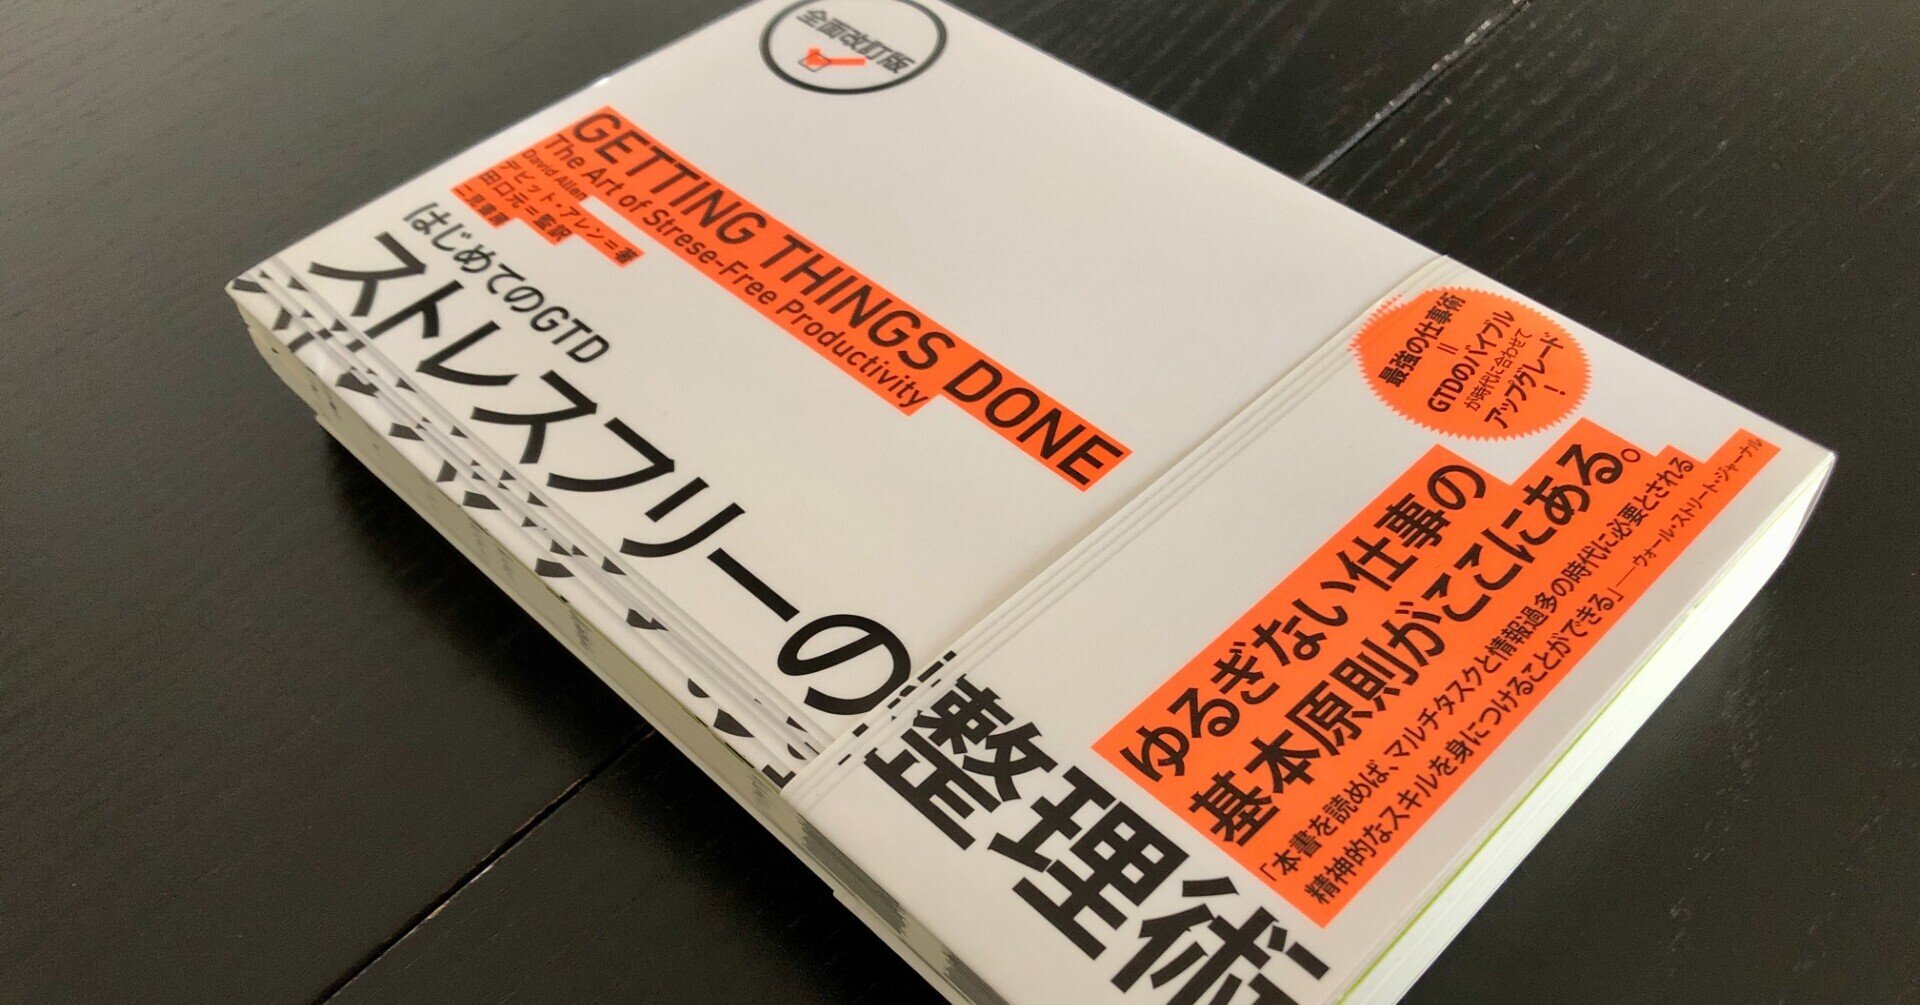 全面改訂版
GETTING THINGS DONE
The Art of Strese-Free Productivity
David Allen
デビット・アレン=著
田口元=監訳
二見書房
はじめてのGTD
ストレスフリーの整理術
最強の仕事術
=
GTDのバイブル
が時代に合わせて
アップグレード
!
ゆるぎない仕事の
基本原則がここにある。
「本書を読めば、マルチタスクと情報過多の時代に必要とされる
精神的なスキルを身につけることができる」──ウォール・ストリート・ジャーナル